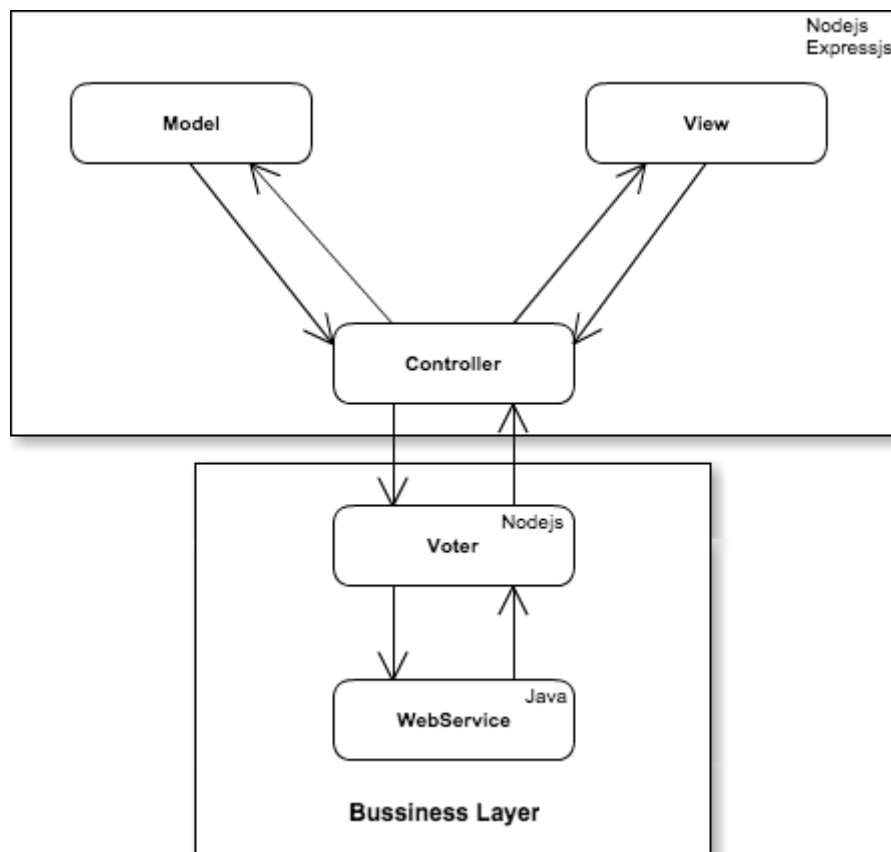 Nodejs
Expressjs
Model
View
Controller
Nodejs
Voter
Java
WebService
Bussiness Layer